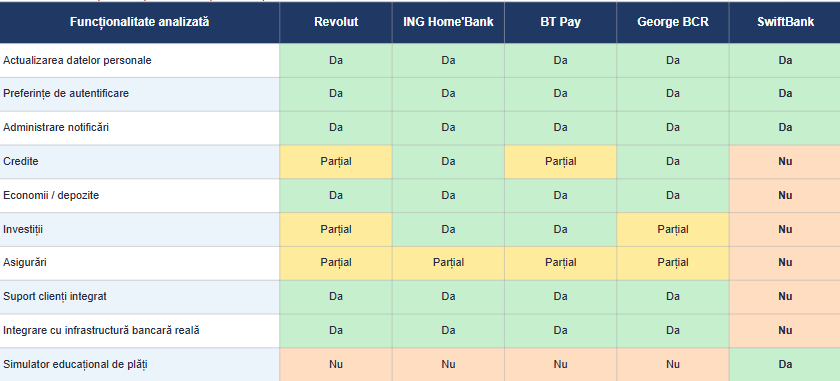 Funcționalitate analizată Revolut ING Home'Bank BT Pay George BCR SwiftBank
Actualizarea datelor personale Da Da Da Da Da
Preferințe de autentificare Da Da Da Da Da
Administrare notificări Da Da Da Da Da
Credite Parțial Da Parțial Da Nu
Economii / depozite Da Da Da Da Nu
Investiții Parțial Da Da Parțial Nu
Asigurări Parțial Parțial Parțial Parțial Nu
Suport clienți integrat Da Da Da Da Nu
Integrare cu infrastructură bancară reală Da Da Da Da Nu
Simulator educațional de plăți Nu Nu Nu Nu Da